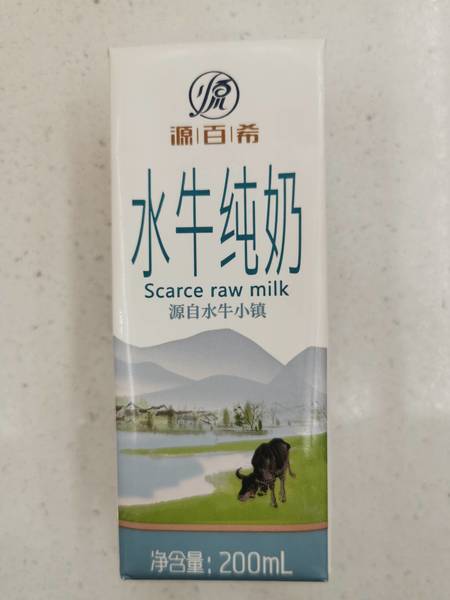 源
源百希
水牛纯奶
Scarce raw milk
源自水牛小镇
净含量: 200mL